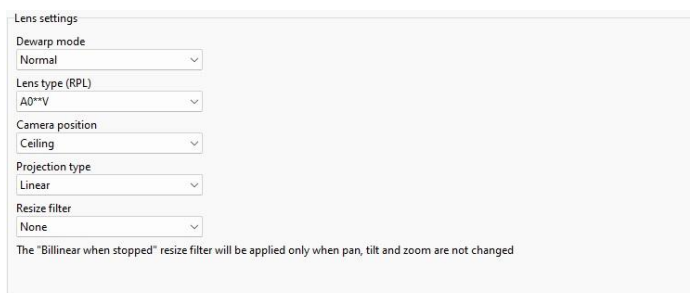 Lens settings
Dewarp mode
Normal
Lens type (RPL)
A0**V
Camera position
Ceiling
Projection type
Linear
Resize filter
None
The "Billinear when stopped" resize filter will be applied only when pan, tilt and zoom are not changed